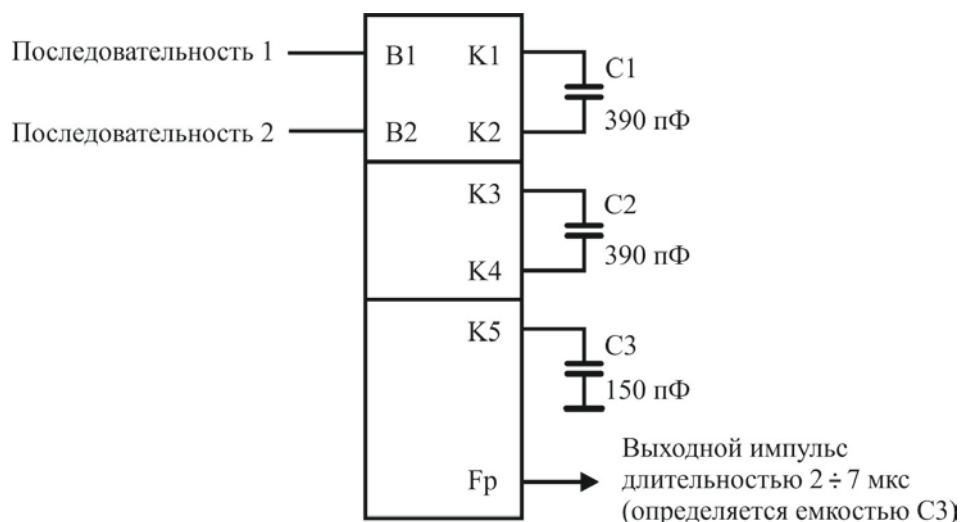 Последовательность 1
B1 K1
C1
390 пФ
Последовательность 2
B2 K2
K3
C2
390 пФ
K4
K5
C3
150 пФ
Fp
Выходной импульс
длительностью 2 ÷ 7 мкс
(определяется емкостью C3)